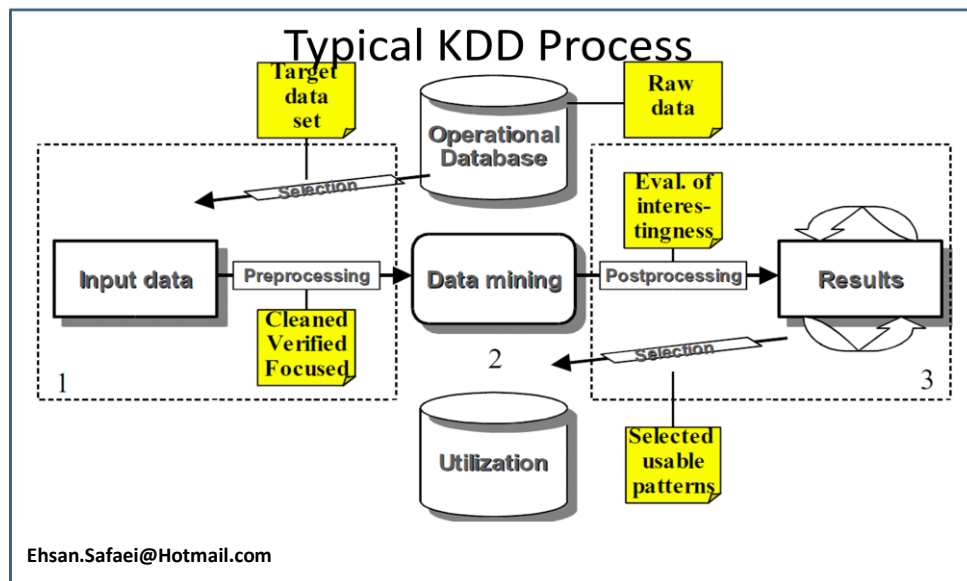 Typical KDD Process
Target
data
set
Operational
Database
Raw
data
Selection
Eval. of
interes-
tingness
Input data
Preprocessing
Data mining
Postprocessing
Results
Cleaned
Verified
Focused
1
2
Selection
3
Utilization
Selected
usable
patterns
Ehsan.Safaei@Hotmail.com